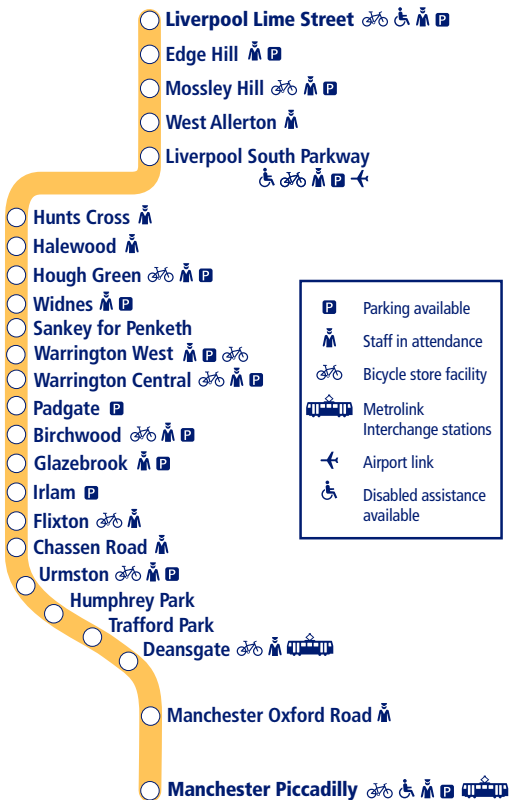 Liverpool Lime Street
Edge Hill
Mossley Hill
West Allerton
Liverpool South Parkway
Hunts Cross
Halewood
Hough Green
Widnes
Sankey for Penketh
Warrington West
Warrington Central
Padgate
Birchwood
Glazebrook
Irlam
Flixton
Chassen Road
Urmston
Humphrey Park
Trafford Park
Deansgate
Manchester Oxford Road
Manchester Piccadilly
P Parking available
Staff in attendance
Bicycle store facility
Metrolink
Interchange stations
Airport link
Disabled assistance
available